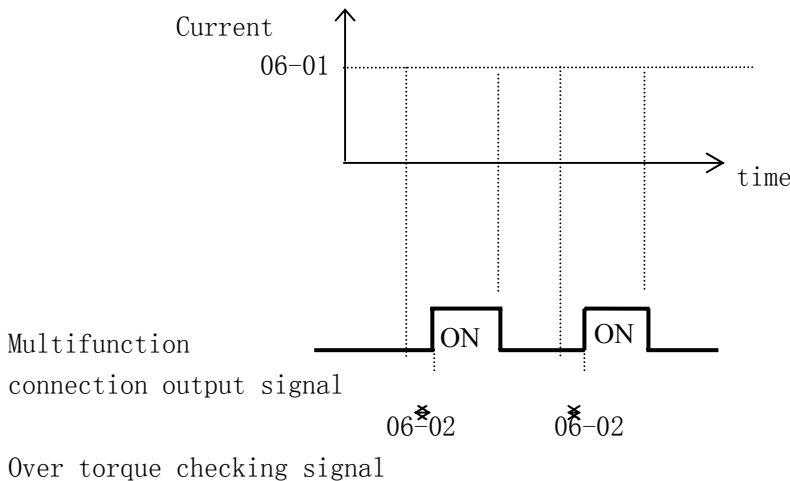 Current
06-01
time
ON
ON
Multifunction
connection output signal
06-02
06-02
Over torque checking signal